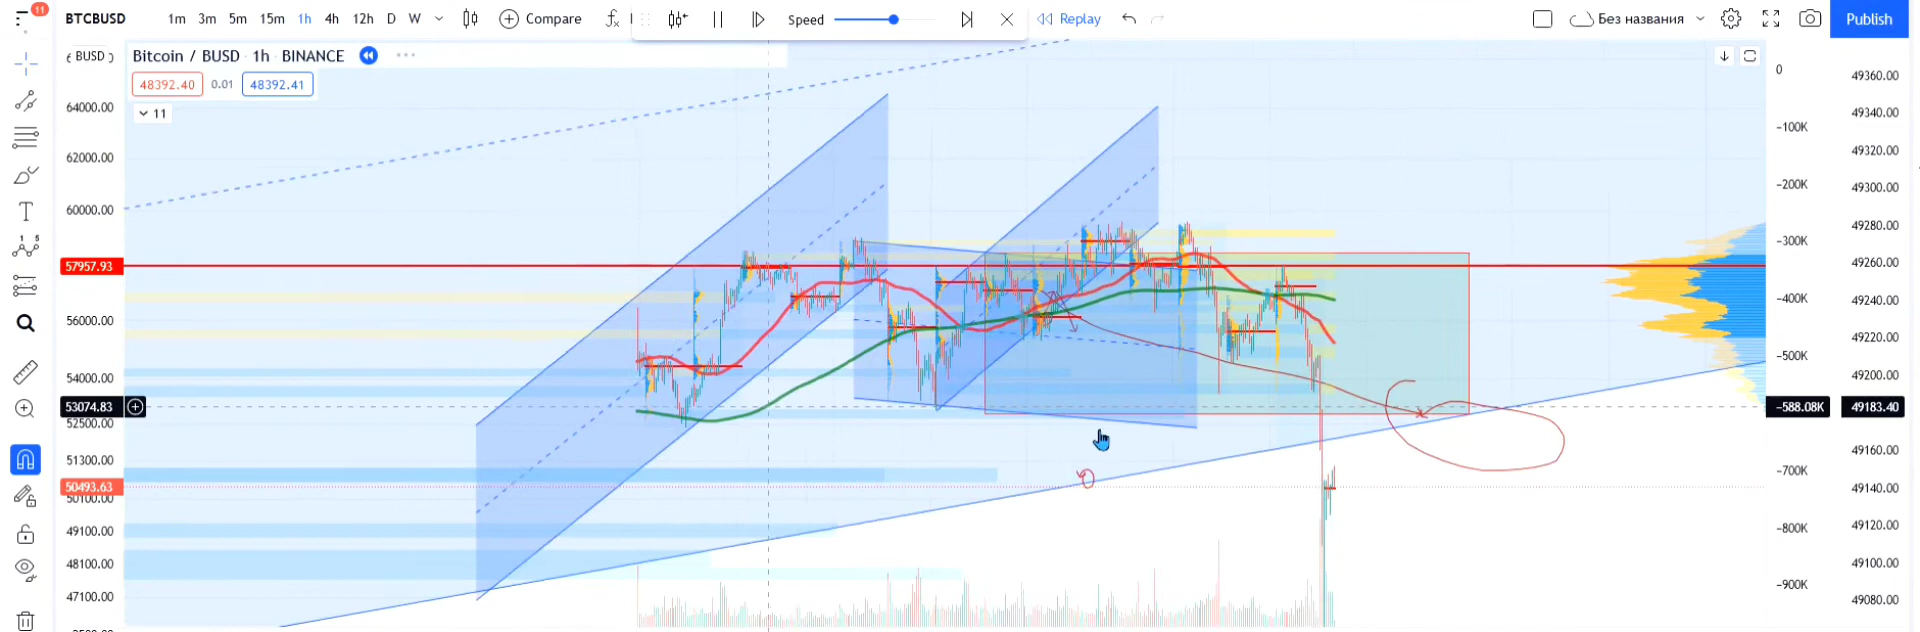 11
BTCBUSD 1m 3m 5m 15m 1h 4h 12h D W Compare Speed Replay Без названия Publish
BUSD
Bitcoin / BUSD · 1h · BINANCE
48392.40 0.01 48392.41
11
64000.00
62000.00
60000.00
57957.93
56000.00
54000.00
53074.83
52500.00
51300.00
50493.63
50100.00
49100.00
48100.00
47100.00
0
−100K
−200K
−300K
−400K
−500K
−588.08K
−700K
−800K
−900K
49360.00
49340.00
49320.00
49300.00
49280.00
49260.00
49240.00
49220.00
49200.00
49183.40
49160.00
49140.00
49120.00
49100.00
49080.00